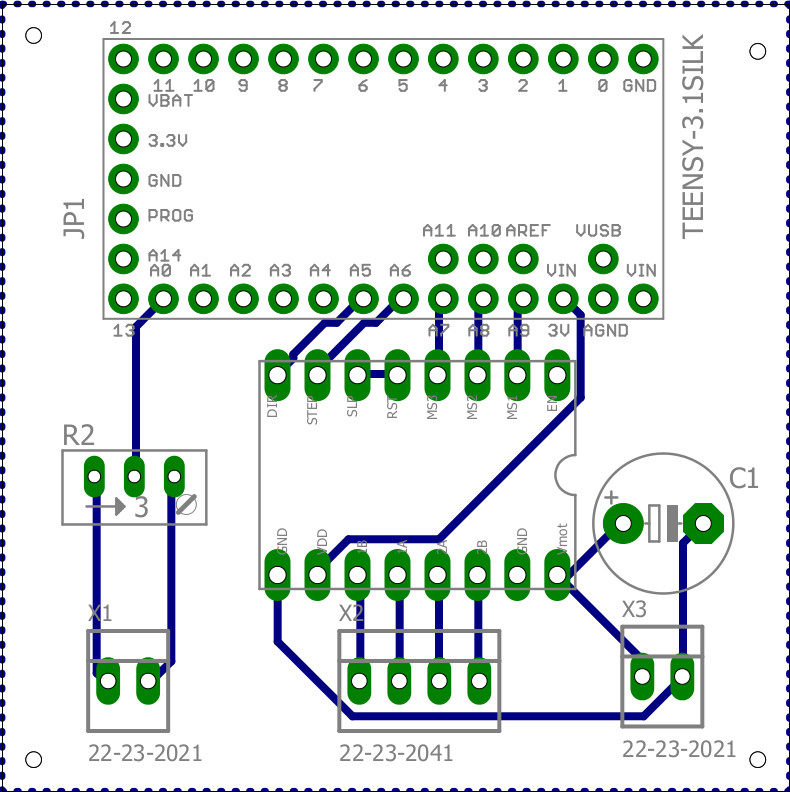 12
11 10 9 8 7 6 5 4 3 2 1 0 GND
VBAT
3.3V
GND
PROG
A14
JP1
TEENSY-3.1SILK
A11 A10 AREF VUSB
A0 A1 A2 A3 A4 A5 A6 VIN VIN
13 A7 A8 A9 3V AGND
DIR STEP SLP RST MS3 MS2 MS1 EN
R2
3
C1
+
GND VDD 2B 2A 1A 1B GND Vmot
X1
X2
X3
22-23-2021
22-23-2041
22-23-2021